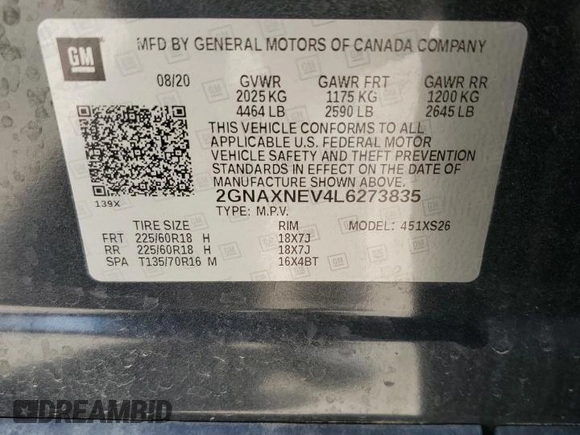 GM
MFD BY GENERAL MOTORS OF CANADA COMPANY
08/20 GVWR GAWR FRT GAWR RR
2025 KG 1175 KG 1200 KG
4464 LB 2590 LB 2645 LB
THIS VEHICLE CONFORMS TO ALL
APPLICABLE U.S. FEDERAL MOTOR
VEHICLE SAFETY AND THEFT PREVENTION
STANDARDS IN EFFECT ON THE DATE OF
MANUFACTURE SHOWN ABOVE.
139X
2GNAXNEV4L6273835
TYPE: M.P.V.
TIRE SIZE RIM MODEL: 451XS26
FRT 225/60R18 H 18X7J
RR 225/60R18 H 18X7J
SPA T135/70R16 M 16X4BT
DREAMBID